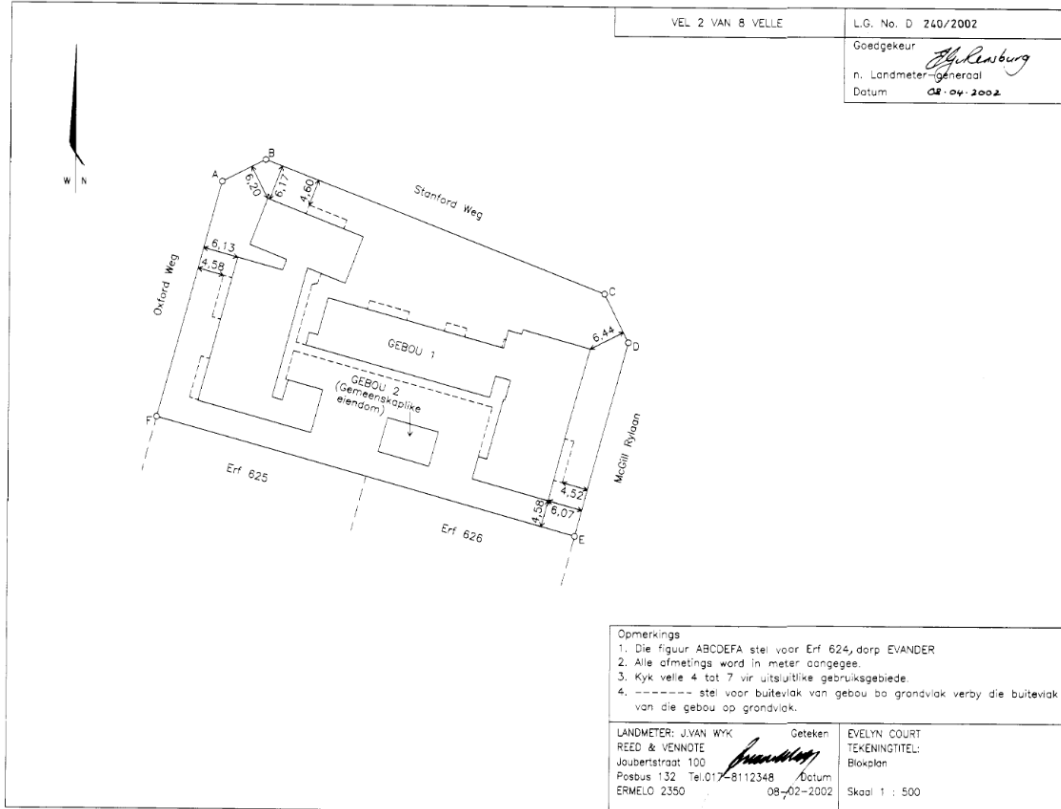 VEL 2 VAN 8 VELLE
L.G. No. D 240/2002
Goedgekeur
n. Landmeter-generaal
Datum 08-04-2002
W N
A
B
6,20
6,17
4,60
Stanford Weg
Oxford Weg
6,13
4,58
C
6,44
D
GEBOU 1
GEBOU 2
(Gemeenskaplike
eiendom)
McGill Rylaan
F
Erf 625
4,52
4,58
6,07
Erf 626
E
Opmerkings
1. Die figuur ABCDEFA stel voor Erf 624, dorp EVANDER
2. Alle afmetings word in meter aangegee.
3. Kyk velle 4 tot 7 vir uitsluitlike gebruiksgebiede.
4. ------- stel voor buitevlak van gebou bo grondvlak verby die buitevlak
van die gebou op grondvlak.
LANDMETER: J.VAN WYK Geteken
REED & VENNOTE
Joubertstraat 100
Posbus 132 Tel.017-8112348 Datum
ERMELO 2350 08-02-2002
EVELYN COURT
TEKENINGTITEL:
Blokplan
Skaal 1 : 500